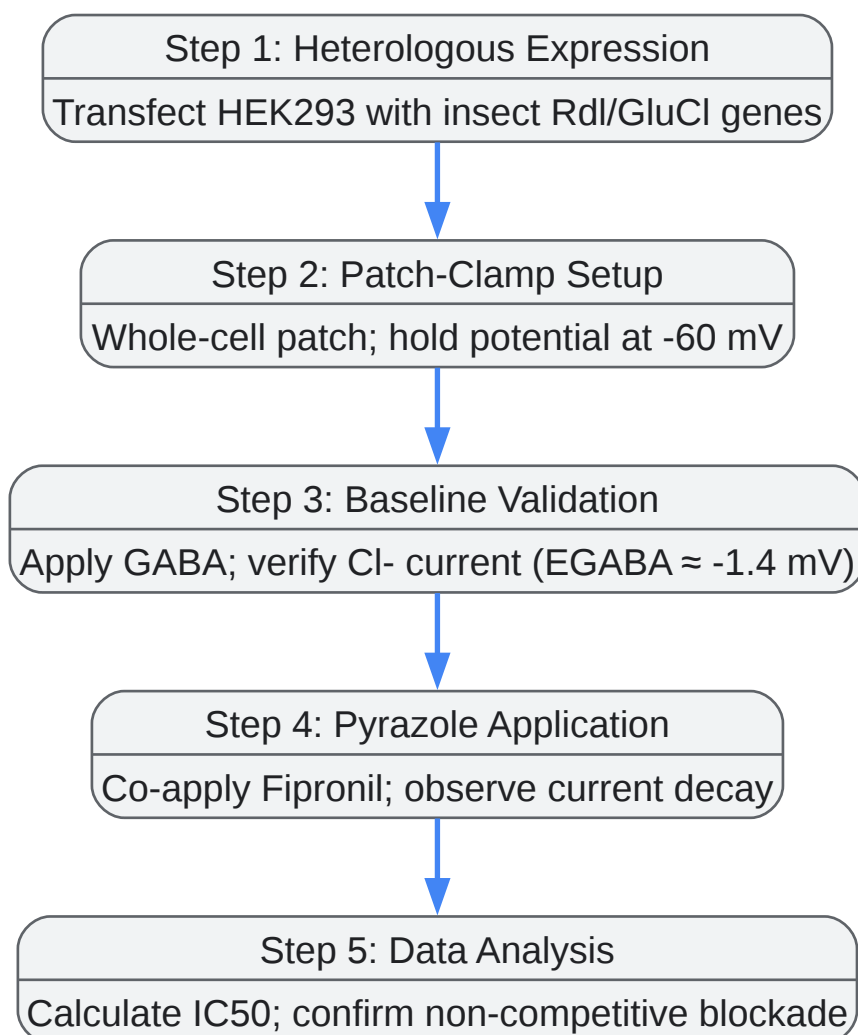 Step 1: Heterologous Expression
Transfect HEK293 with insect Rdl/GluCl genes
Step 2: Patch-Clamp Setup
Whole-cell patch; hold potential at -60 mV
Step 3: Baseline Validation
Apply GABA; verify Cl- current (EGABA ≈ -1.4 mV)
Step 4: Pyrazole Application
Co-apply Fipronil; observe current decay
Step 5: Data Analysis
Calculate IC50; confirm non-competitive blockade